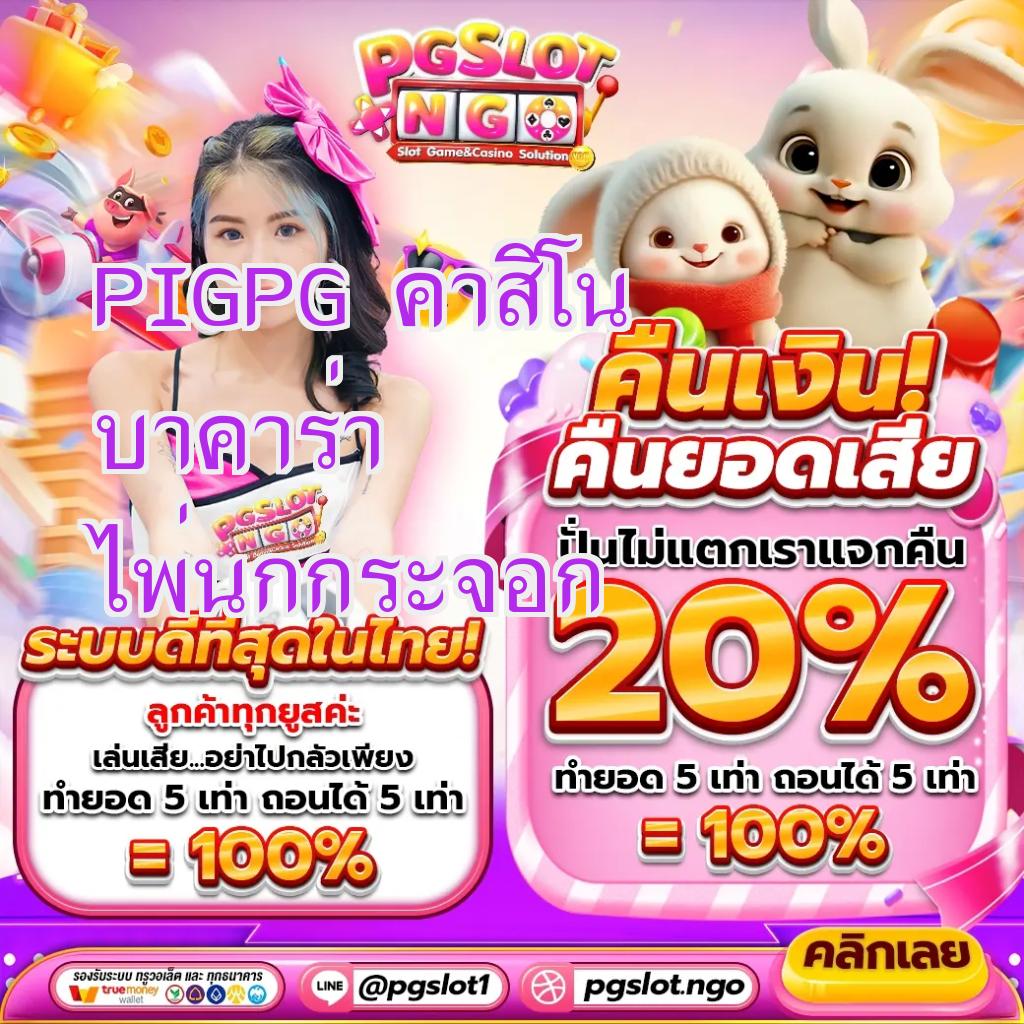 PGSLOT
NGO
Slot Game&Casino Solution
PIGPG คาสิโน
บาคาร่า
ไพ่นกกระจอก
PGSLOT
NGO
คืนเงิน!
คืนยอดเสีย
ปั่นไม่แตกเราแจกคืน
20%
ทำยอด 5 เท่า ถอนได้ 5 เท่า
= 100%
ระบบดีที่สุดในไทย!
ลูกค้าทุกยูสค่ะ
เล่นเสีย...อย่าไปกลัวเพียง
ทำยอด 5 เท่า ถอนได้ 5 เท่า
= 100%
คลิกเลย
รองรับระบบ ทรูวอเล็ต และ ทุกธนาคาร
truemoney
wallet
LINE @pgslot1
pgslot.ngo